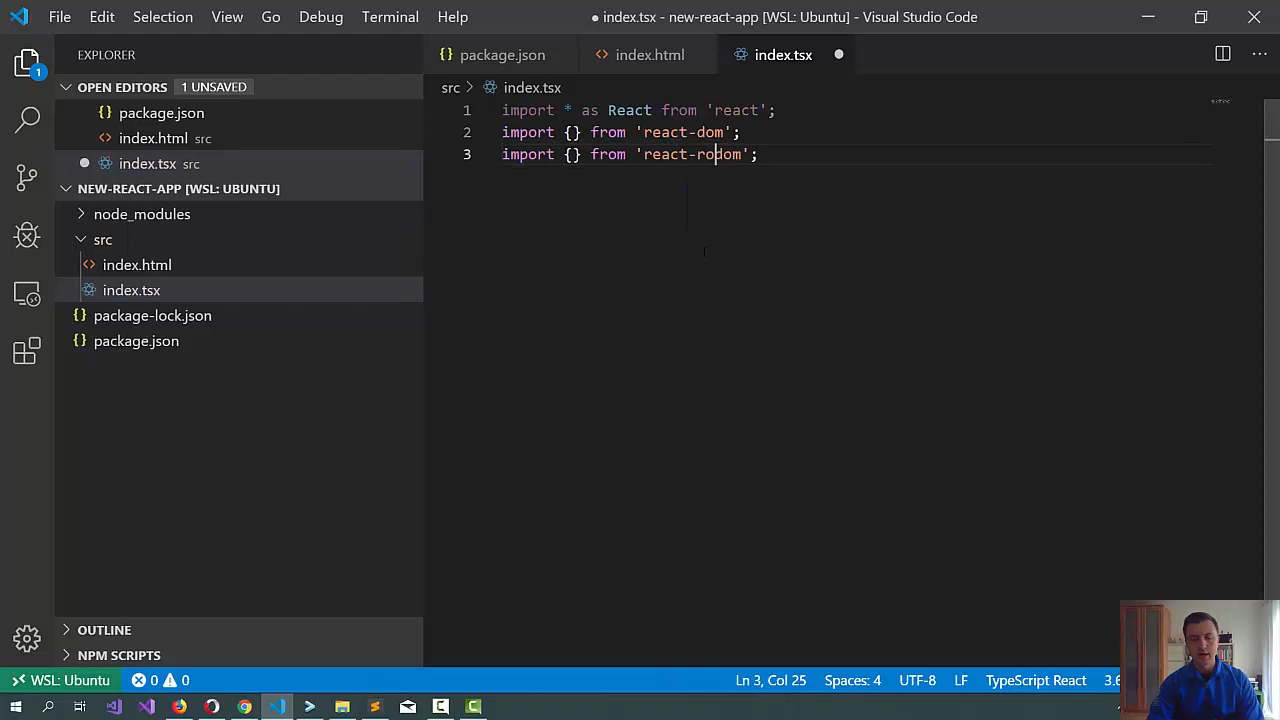 File Edit Selection View Go Debug Terminal Help
● index.tsx - new-react-app [WSL: Ubuntu] - Visual Studio Code
EXPLORER
1
OPEN EDITORS 1 UNSAVED
package.json
index.html src
index.tsx src
NEW-REACT-APP [WSL: UBUNTU]
node_modules
src
index.html
index.tsx
package-lock.json
package.json
OUTLINE
NPM SCRIPTS
package.json index.html index.tsx
src > index.tsx
1 import * as React from 'react';
2 import {} from 'react-dom';
3 import {} from 'react-rodom';
WSL: Ubuntu 0 0 Ln 3, Col 25 Spaces: 4 UTF-8 LF TypeScript React 3.6